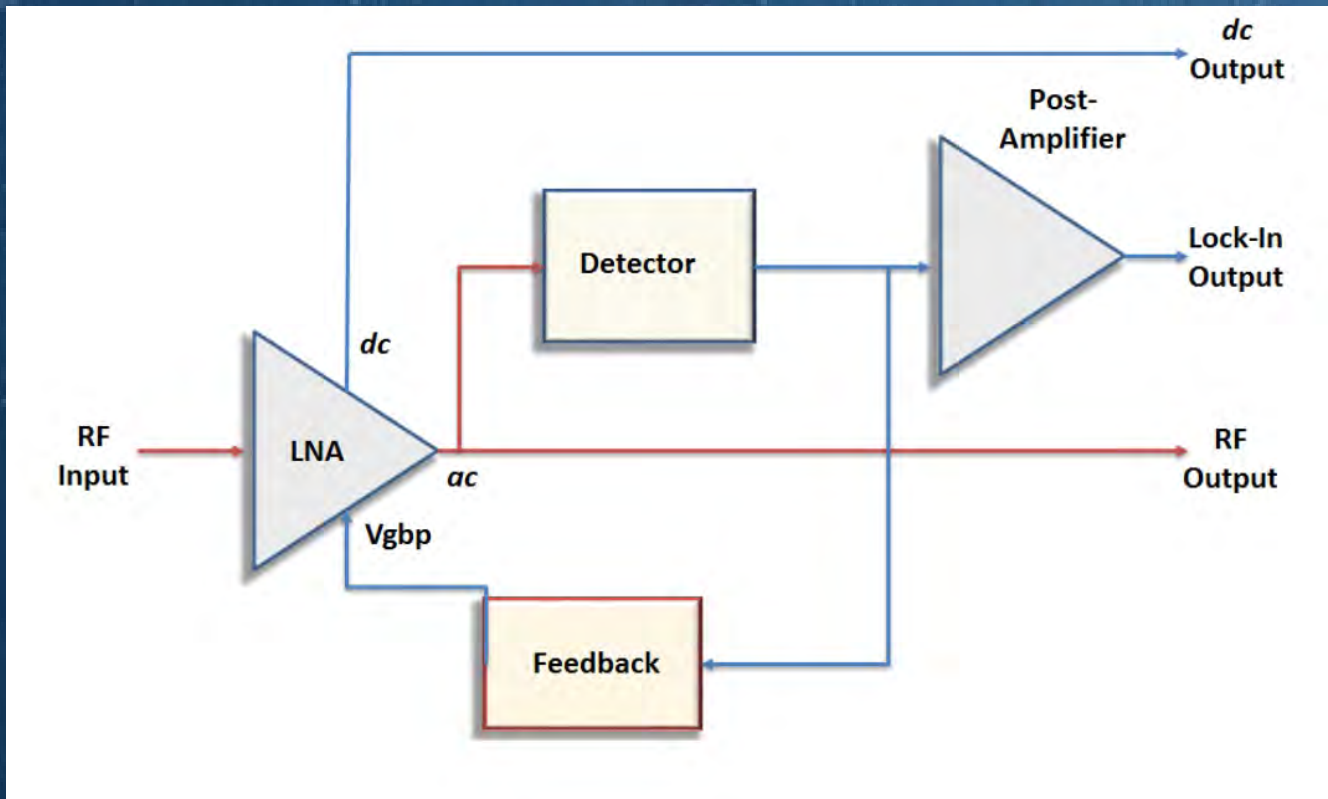 dc
Output
Post-
Amplifier
Detector
Lock-In
Output
dc
RF
Input
LNA
ac
RF
Output
Vgbp
Feedback